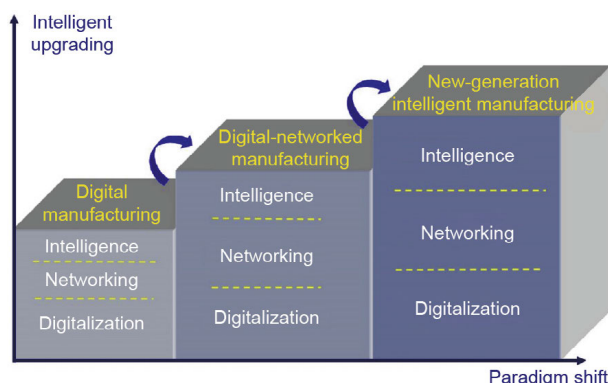 Intelligent
upgrading
New-generation
intelligent manufacturing
Digital-networked
manufacturing
Digital
manufacturing
Intelligence
Networking
Digitalization
Intelligence
Networking
Digitalization
Intelligence
Networking
Digitalization
Paradigm shift